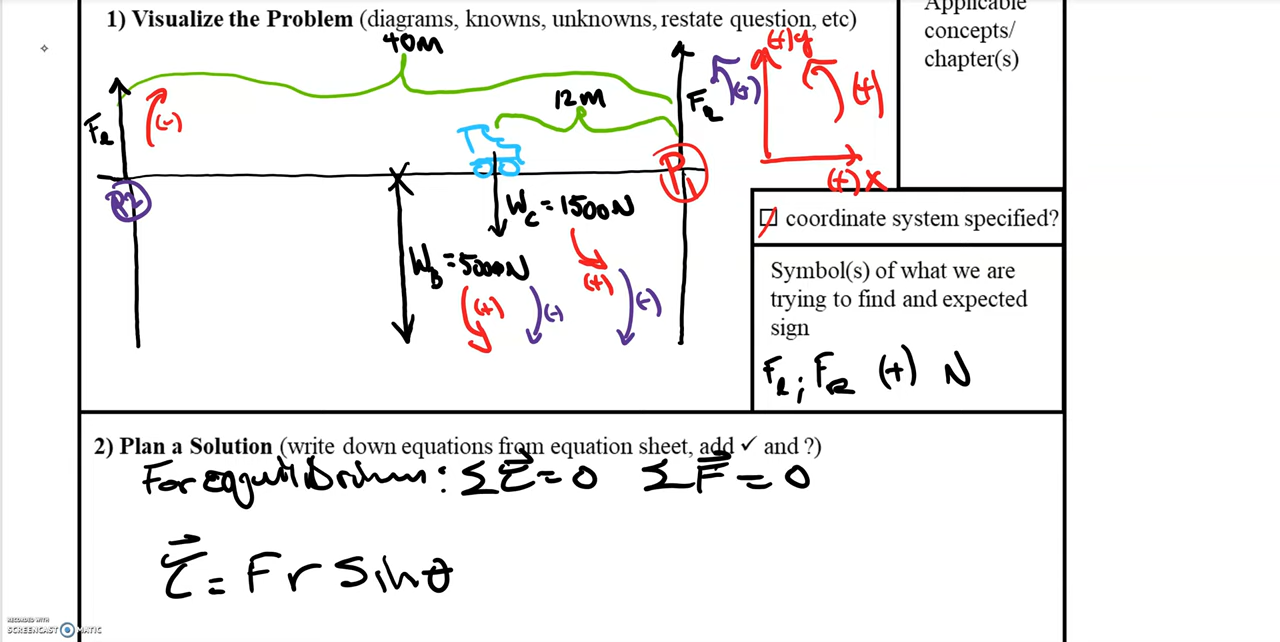 1) Visualize the Problem (diagrams, knowns, unknowns, restate question, etc)
Applicable
concepts/
chapter(s)
40M
12M
FL
(-)
FR
(+)
(+)y
(+)
(+) X
P2
P1
Wc = 1500N
WB = 5000N
(+)
(+)
(-)
(-)
coordinate system specified?
Symbol(s) of what we are
trying to find and expected
sign
FL; FR (+) N
2) Plan a Solution (write down equations from equation sheet, add ✓ and ?)
For equilibrium: Στ⃗ = 0 ΣF⃗ = 0
τ⃗ = Fr Sinθ
RECORDED WITH
SCREENCAST MATIC